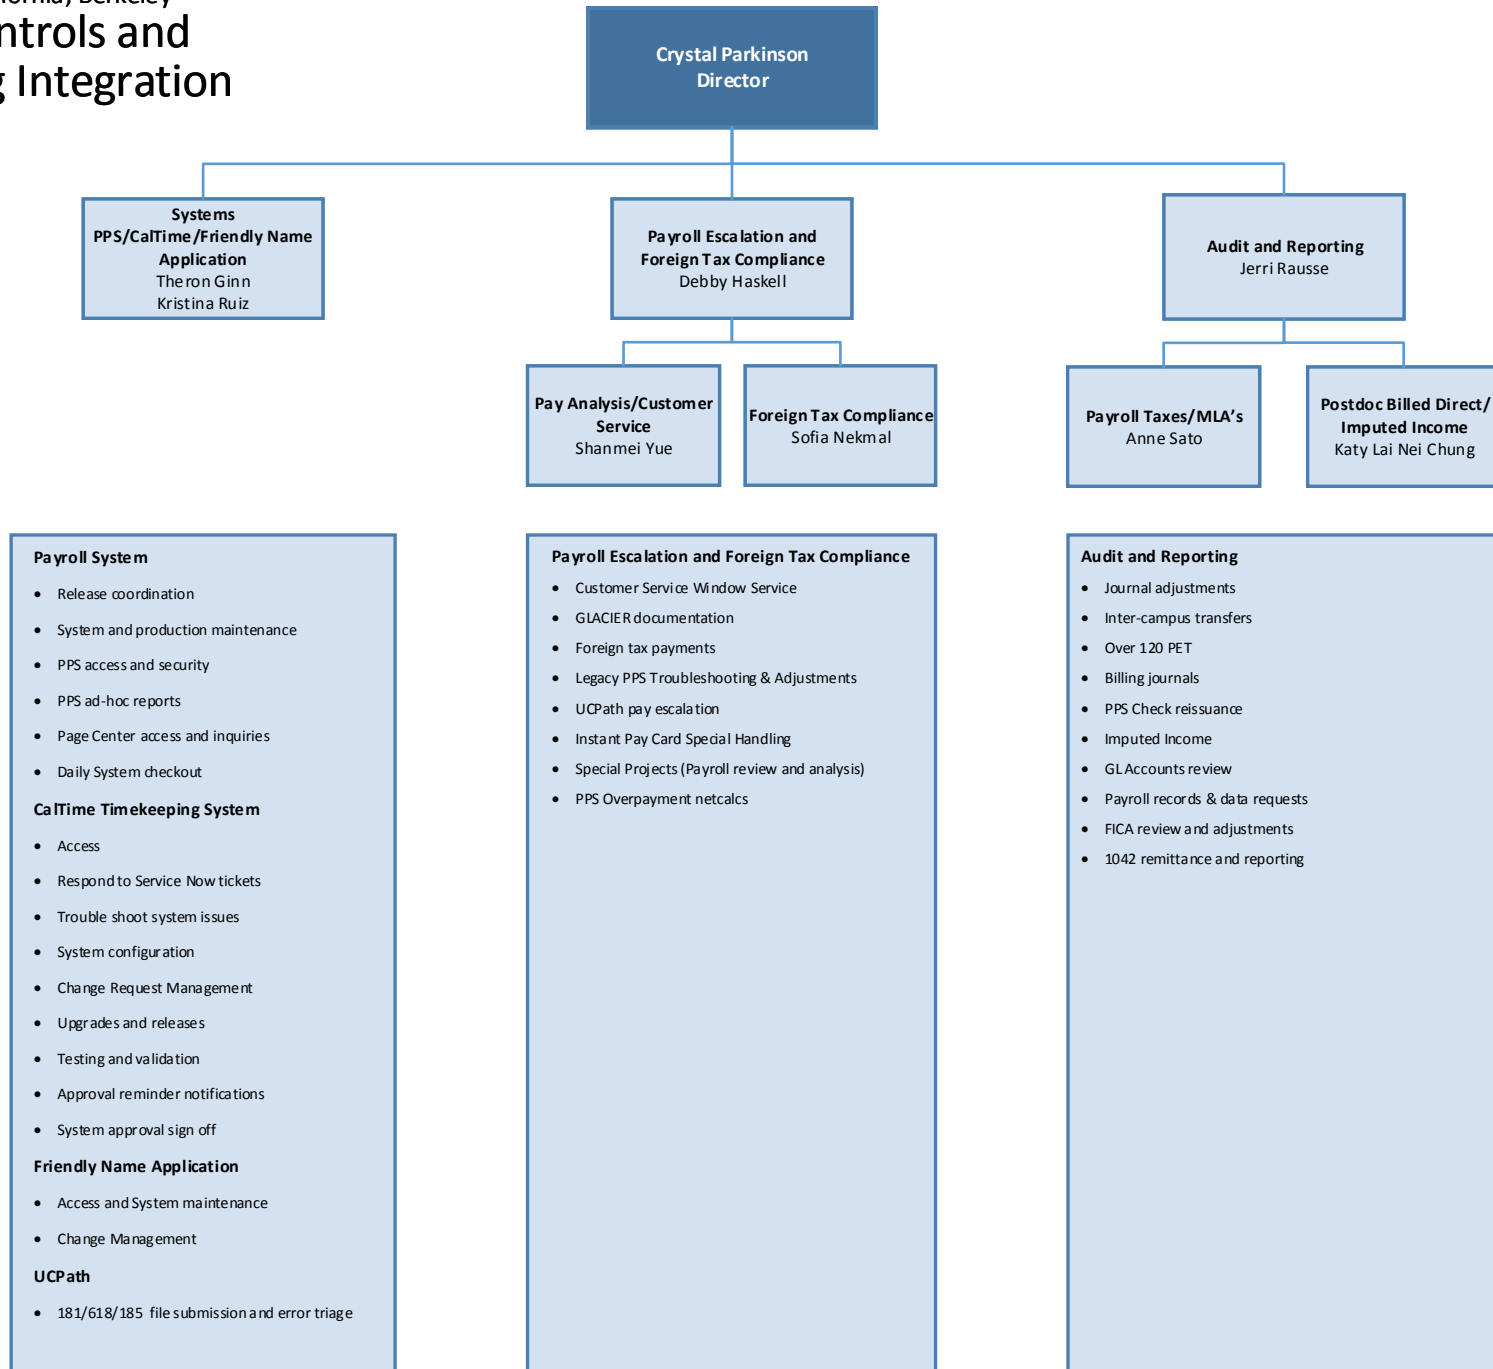 Berkeley
and
Integration
Crystal Parkinson
Director
Systems
PPS/CalTime/Friendly Name
Application
Theron Ginn
Kristina Ruiz
Payroll Escalation and
Foreign Tax Compliance
Debby Haskell
Audit and Reporting
Jerri Rausse
Pay Analysis/Customer
Service
Shanmei Yue
Foreign Tax Compliance
Sofia Nekmal
Payroll Taxes/MLA’s
Anne Sato
Postdoc Billed Direct/
Imputed Income
Katy Lai Nei Chung
Payroll System
• Release coordination
• System and production maintenance
• PPS access and security
• PPS ad-hoc reports
• Page Center access and inquiries
• Daily System checkout
CalTime Timekeeping System
• Access
• Respond to Service Now tickets
• Trouble shoot system issues
• System configuration
• Change Request Management
• Upgrades and releases
• Testing and validation
• Approval reminder notifications
• System approval sign off
Friendly Name Application
• Access and System maintenance
• Change Management
UCPath
• 181/618/185 file submission and error triage
Payroll Escalation and Foreign Tax Compliance
• Customer Service Window Service
• GLACIER documentation
• Foreign tax payments
• Legacy PPS Troubleshooting & Adjustments
• UCPath pay escalation
• Instant Pay Card Special Handling
• Special Projects (Payroll review and analysis)
• PPS Overpayment netcalcs
Audit and Reporting
• Journal adjustments
• Inter-campus transfers
• Over 120 PET
• Billing journals
• PPS Check reissuance
• Imputed Income
• GL Accounts review
• Payroll records & data requests
• FICA review and adjustments
• 1042 remittance and reporting